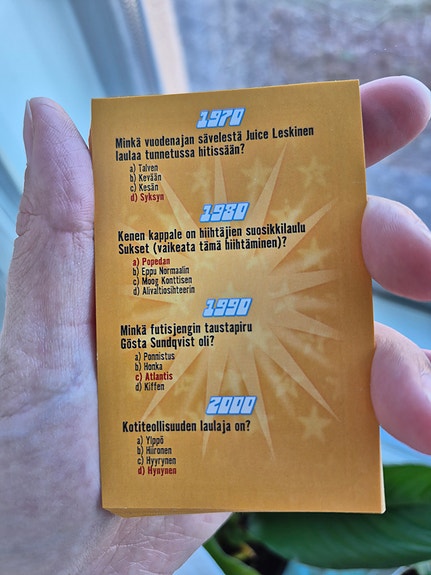 1970
Minkä vuodenajan sävelestä Juice Leskinen
laulaa tunnetussa hitissään?
a) Talven
b) Kevään
c) Kesän
d) Syksyn
1980
Kenen kappale on hiihtäjien suosikkilaulu
Sukset (vaikeata tämä hiihtäminen)?
a) Popedan
b) Eppu Normaalin
c) Moog Konttisen
d) Alivaltiosihteerin
1990
Minkä futisjengin taustapiru
Gösta Sundqvist oli?
a) Ponnistus
b) Honka
c) Atlantis
d) Kiffen
2000
Kotiteollisuuden laulaja on?
a) Ylppö
b) Hiironen
c) Hyyrynen
d) Hynynen